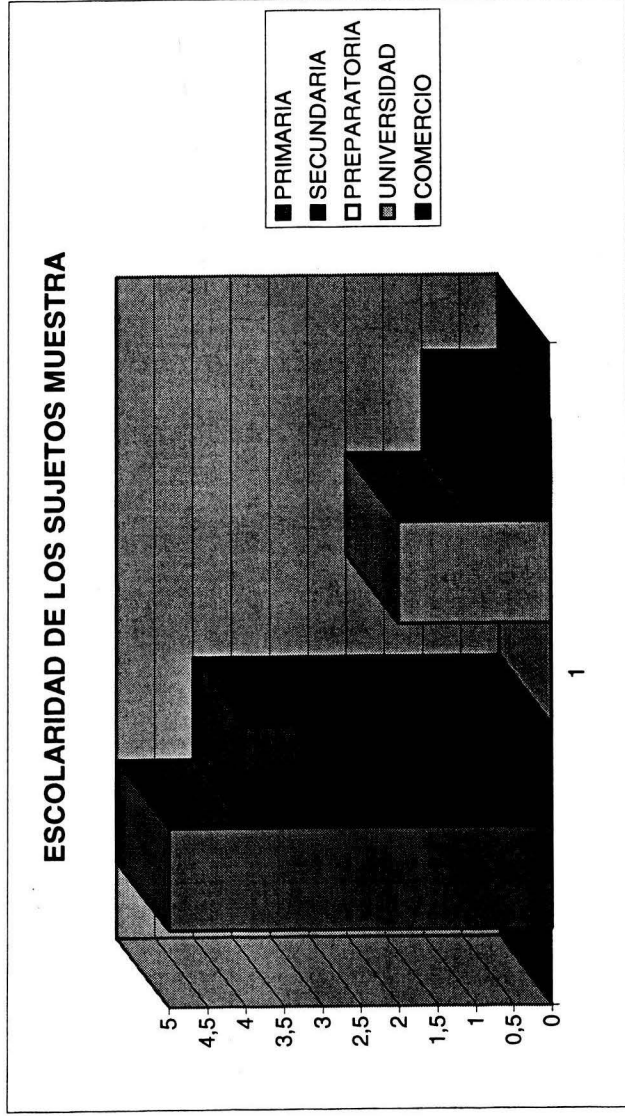 ESCOLARIDAD DE LOS SUJETOS MUESTRA
5
4,5
4
3,5
3
2,5
2
1,5
1
0,5
0
1
PRIMARIA
SECUNDARIA
PREPARATORIA
UNIVERSIDAD
COMERCIO